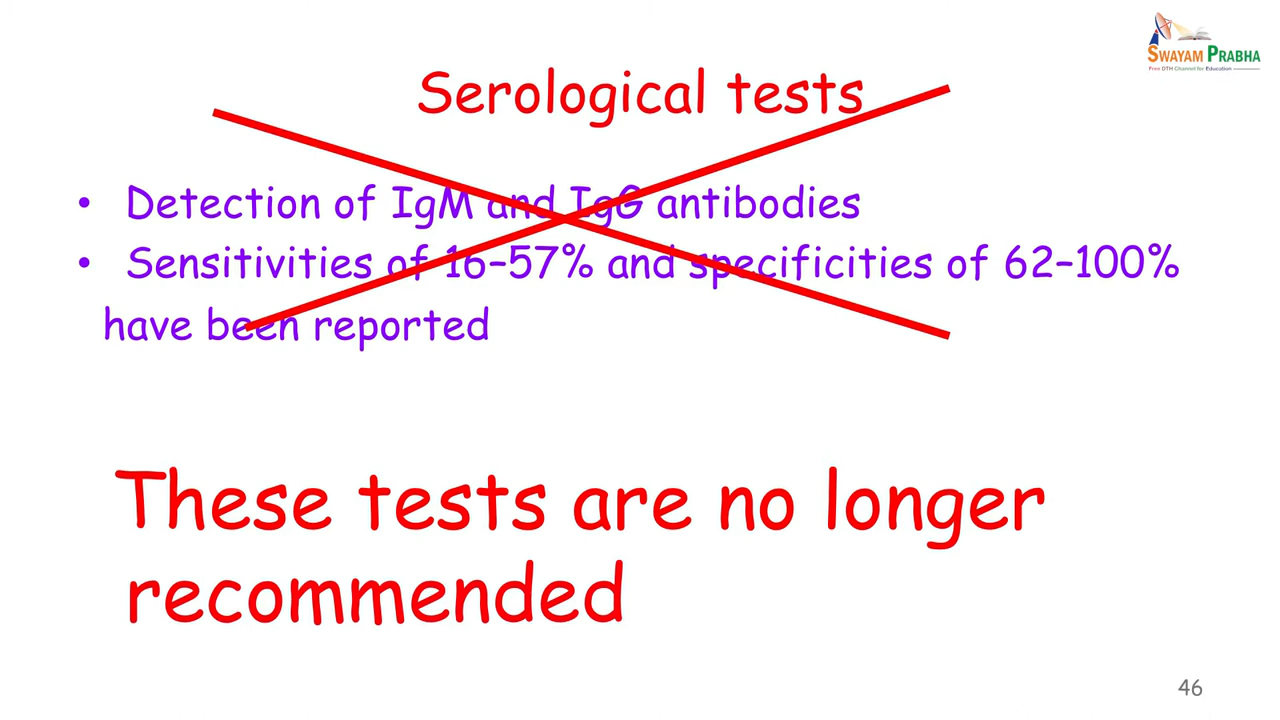 SWAYAM PRABHA
Free DTH Channel for Education
Serological tests
• Detection of IgM and IgG antibodies
• Sensitivities of 16–57% and specificities of 62–100%
have been reported
These tests are no longer
recommended
46